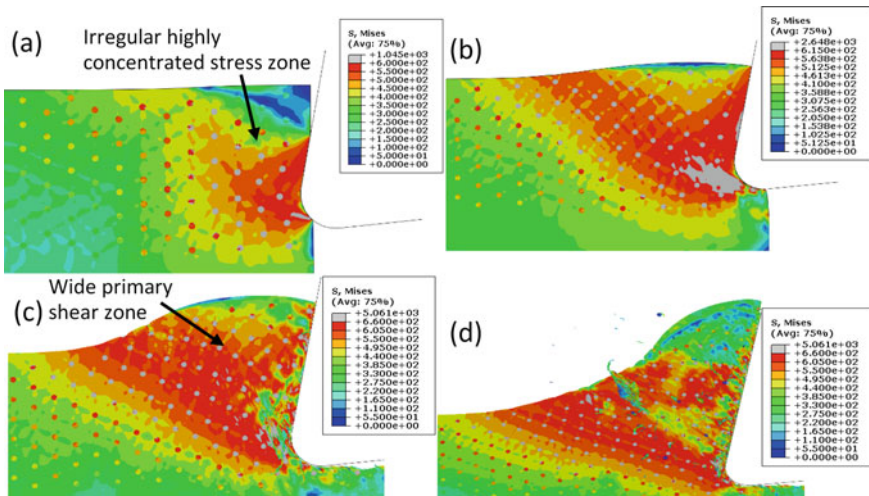 (a)
Irregular highly
concentrated stress zone
S, Mises
(Avg: 75%)
+1.045e+03
+6.000e+02
+5.500e+02
+5.000e+02
+4.500e+02
+4.000e+02
+3.500e+02
+3.000e+02
+2.500e+02
+2.000e+02
+1.500e+02
+1.000e+02
+5.000e+01
+0.000e+00
(b)
S, Mises
(Avg: 75%)
+2.648e+03
+6.150e+02
+5.638e+02
+5.125e+02
+4.613e+02
+4.100e+02
+3.588e+02
+3.075e+02
+2.563e+02
+2.050e+02
+1.538e+02
+1.025e+02
+5.125e+01
+0.000e+00
(c)
Wide primary
shear zone
S, Mises
(Avg: 75%)
+5.061e+03
+6.600e+02
+6.050e+02
+5.500e+02
+4.950e+02
+4.400e+02
+3.850e+02
+3.300e+02
+2.750e+02
+2.200e+02
+1.650e+02
+1.100e+02
+5.500e+01
+0.000e+00
(d)
S, Mises
(Avg: 75%)
+5.061e+03
+6.600e+02
+6.050e+02
+5.500e+02
+4.950e+02
+4.400e+02
+3.850e+02
+3.300e+02
+2.750e+02
+2.200e+02
+1.650e+02
+1.100e+02
+5.500e+01
+0.000e+00